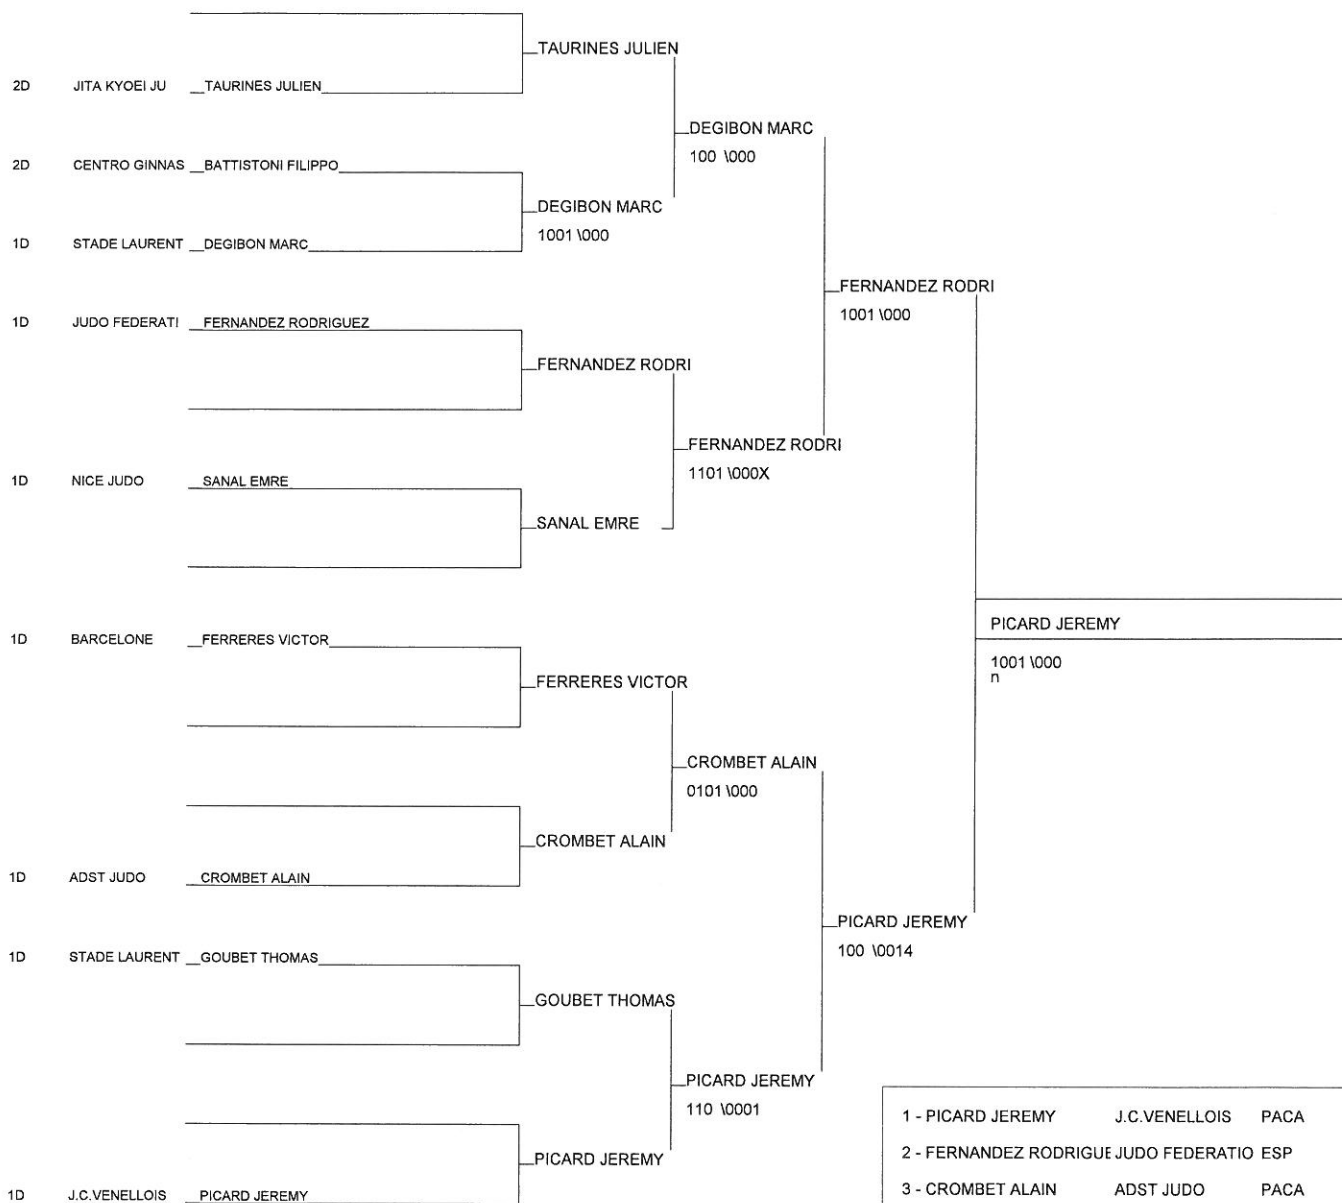 TAURINES JULIEN
2D JITA KYOEI JU TAURINES JULIEN
DEGIBON MARC
100 \000
2D CENTRO GINNAS BATTISTONI FILIPPO
DEGIBON MARC
1001 \000
1D STADE LAURENT DEGIBON MARC
FERNANDEZ RODRI
1001 \000
1D JUDO FEDERATI FERNANDEZ RODRIGUEZ
FERNANDEZ RODRI
FERNANDEZ RODRI
1101 \000X
1D NICE JUDO SANAL EMRE
SANAL EMRE
PICARD JEREMY
1001 \000
n
1D BARCELONE FERRERES VICTOR
FERRERES VICTOR
CROMBET ALAIN
0101 \000
CROMBET ALAIN
1D ADST JUDO CROMBET ALAIN
PICARD JEREMY
100 \0014
1D STADE LAURENT GOUBET THOMAS
GOUBET THOMAS
PICARD JEREMY
110 \0001
PICARD JEREMY
1D J.C.VENELLOIS PICARD JEREMY
1 - PICARD JEREMY J.C.VENELLOIS PACA
2 - FERNANDEZ RODRIGUE JUDO FEDERATIO ESP
3 - CROMBET ALAIN ADST JUDO PACA